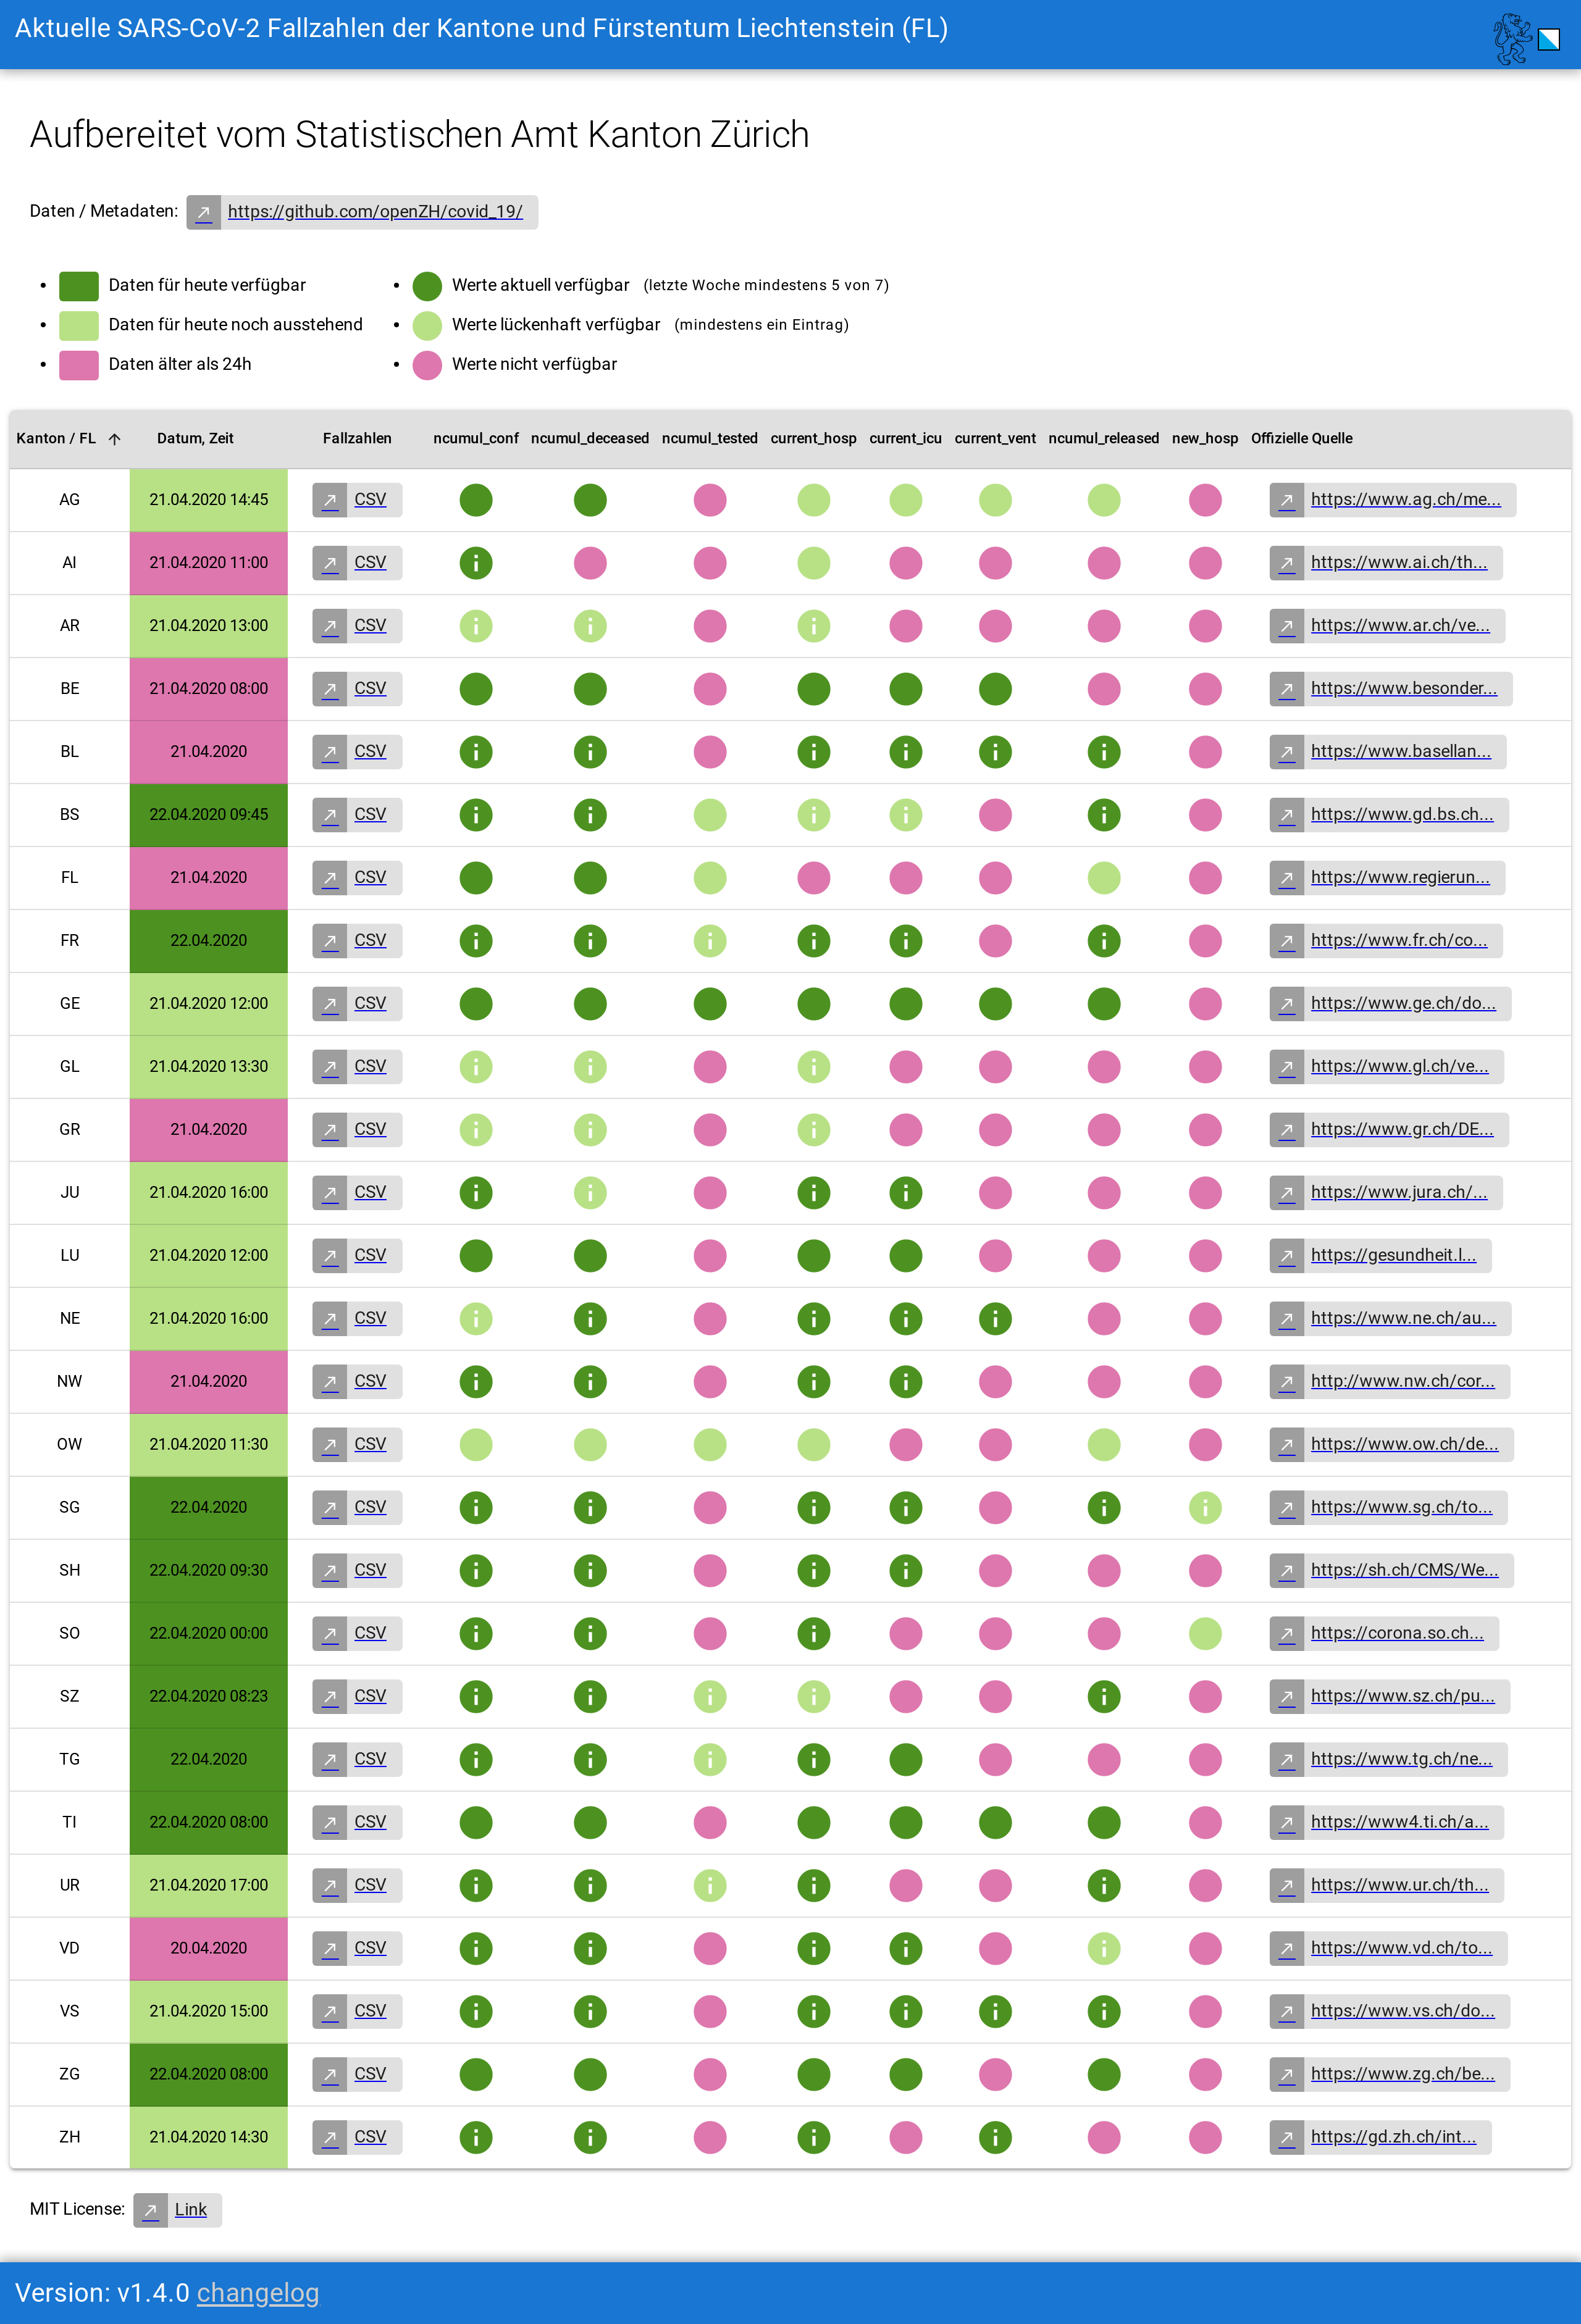 Aktuelle SARS-CoV-2 Fallzahlen der Kantone und Fürstentum Liechtenstein (FL)
Aufbereitet vom Statistischen Amt Kanton Zürich
Daten / Metadaten: https://github.com/openZH/covid_19/
Daten für heute verfügbar
Daten für heute noch ausstehend
Daten älter als 24h
Werte aktuell verfügbar (letzte Woche mindestens 5 von 7)
Werte lückenhaft verfügbar (mindestens ein Eintrag)
Werte nicht verfügbar
Kanton / FL Datum, Zeit Fallzahlen ncumul_conf ncumul_deceased ncumul_tested current_hosp current_icu current_vent ncumul_released new_hosp Offizielle Quelle
AG 21.04.2020 14:45 CSV https://www.ag.ch/me...
AI 21.04.2020 11:00 CSV https://www.ai.ch/th...
AR 21.04.2020 13:00 CSV https://www.ar.ch/ve...
BE 21.04.2020 08:00 CSV https://www.besonder...
BL 21.04.2020 CSV https://www.basellan...
BS 22.04.2020 09:45 CSV https://www.gd.bs.ch...
FL 21.04.2020 CSV https://www.regierun...
FR 22.04.2020 CSV https://www.fr.ch/co...
GE 21.04.2020 12:00 CSV https://www.ge.ch/do...
GL 21.04.2020 13:30 CSV https://www.gl.ch/ve...
GR 21.04.2020 CSV https://www.gr.ch/DE...
JU 21.04.2020 16:00 CSV https://www.jura.ch/...
LU 21.04.2020 12:00 CSV https://gesundheit.l...
NE 21.04.2020 16:00 CSV https://www.ne.ch/au...
NW 21.04.2020 CSV http://www.nw.ch/cor...
OW 21.04.2020 11:30 CSV https://www.ow.ch/de...
SG 22.04.2020 CSV https://www.sg.ch/to...
SH 22.04.2020 09:30 CSV https://sh.ch/CMS/We...
SO 22.04.2020 00:00 CSV https://corona.so.ch...
SZ 22.04.2020 08:23 CSV https://www.sz.ch/pu...
TG 22.04.2020 CSV https://www.tg.ch/ne...
TI 22.04.2020 08:00 CSV https://www4.ti.ch/a...
UR 21.04.2020 17:00 CSV https://www.ur.ch/th...
VD 20.04.2020 CSV https://www.vd.ch/to...
VS 21.04.2020 15:00 CSV https://www.vs.ch/do...
ZG 22.04.2020 08:00 CSV https://www.zg.ch/be...
ZH 21.04.2020 14:30 CSV https://gd.zh.ch/int...
MIT License: Link
Version: v1.4.0 changelog